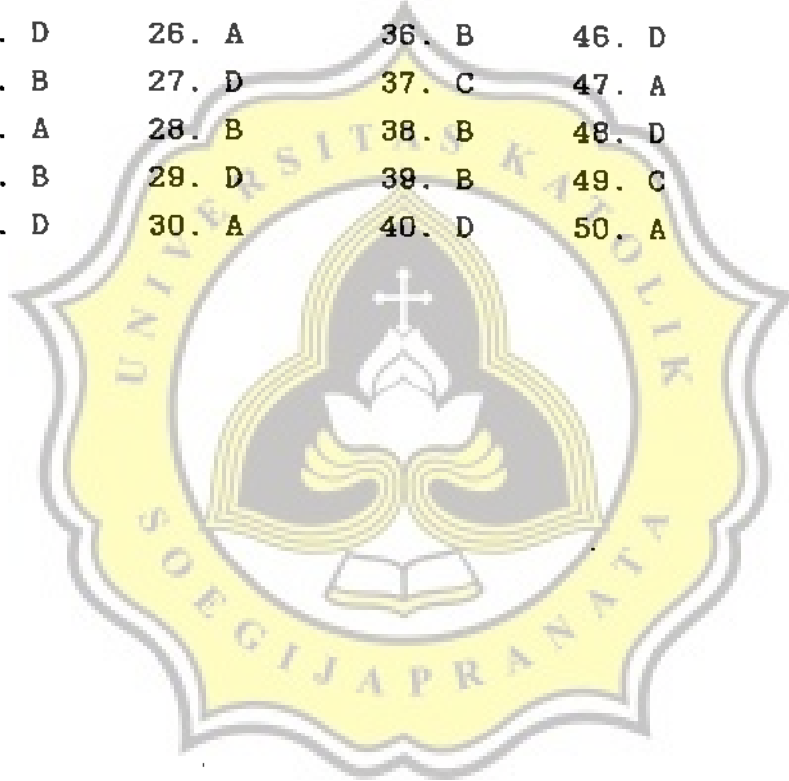 . D 26. A 36. B 46. D
. B 27. D 37. C 47. A
. A 28. B 38. B 48. D
. B 29. D 39. B 49. C
. D 30. A 40. D 50. A
UNIVERSITAS KATOLIK
SOEGIJAPRANATA